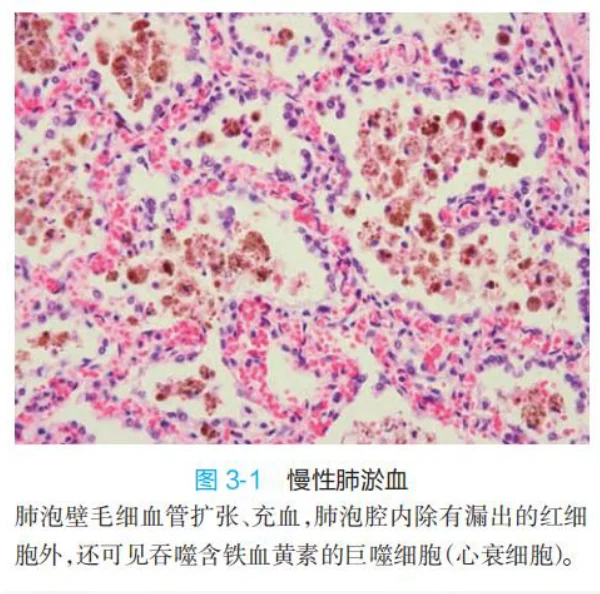 图 3-1 慢性肺淤血
肺泡壁毛细血管扩张、充血,肺泡腔内除有漏出的红细
胞外,还可见吞噬含铁血黄素的巨噬细胞(心衰细胞)。